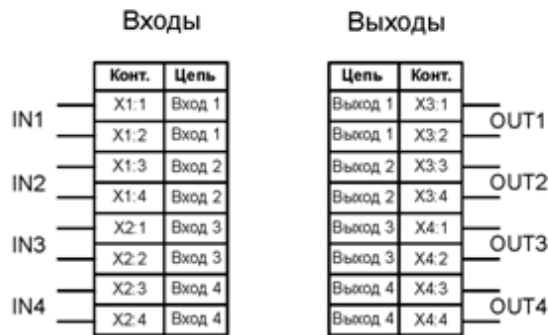 Входы Выходы
Конт. Цепь Цепь Конт.
X1:1 Вход 1 Выход 1 X3:1
IN1 OUT1
X1:2 Вход 1 Выход 1 X3:2
X1:3 Вход 2 Выход 2 X3:3
IN2 OUT2
X1:4 Вход 2 Выход 2 X3:4
X2:1 Вход 3 Выход 3 X4:1
IN3 OUT3
X2:2 Вход 3 Выход 3 X4:2
X2:3 Вход 4 Выход 4 X4:3
IN4 OUT4
X2:4 Вход 4 Выход 4 X4:4